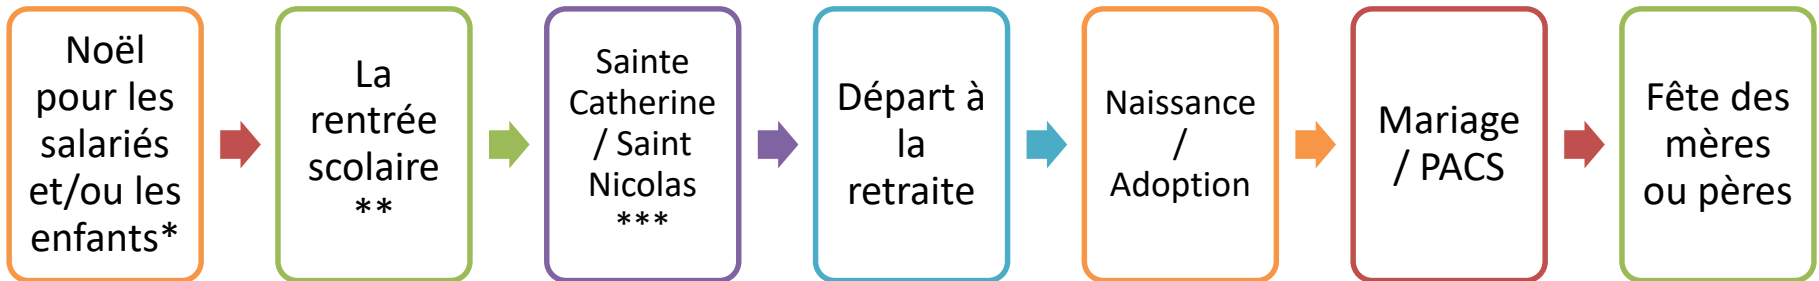 Noël
pour les
salariés
et/ou les
enfants*
La
rentrée
scolaire
**
Sainte
Catherine
/ Saint
Nicolas
***
Départ à
la
retraite
Naissance
/
Adoption
Mariage
/ PACS
Fête des
mères
ou pères